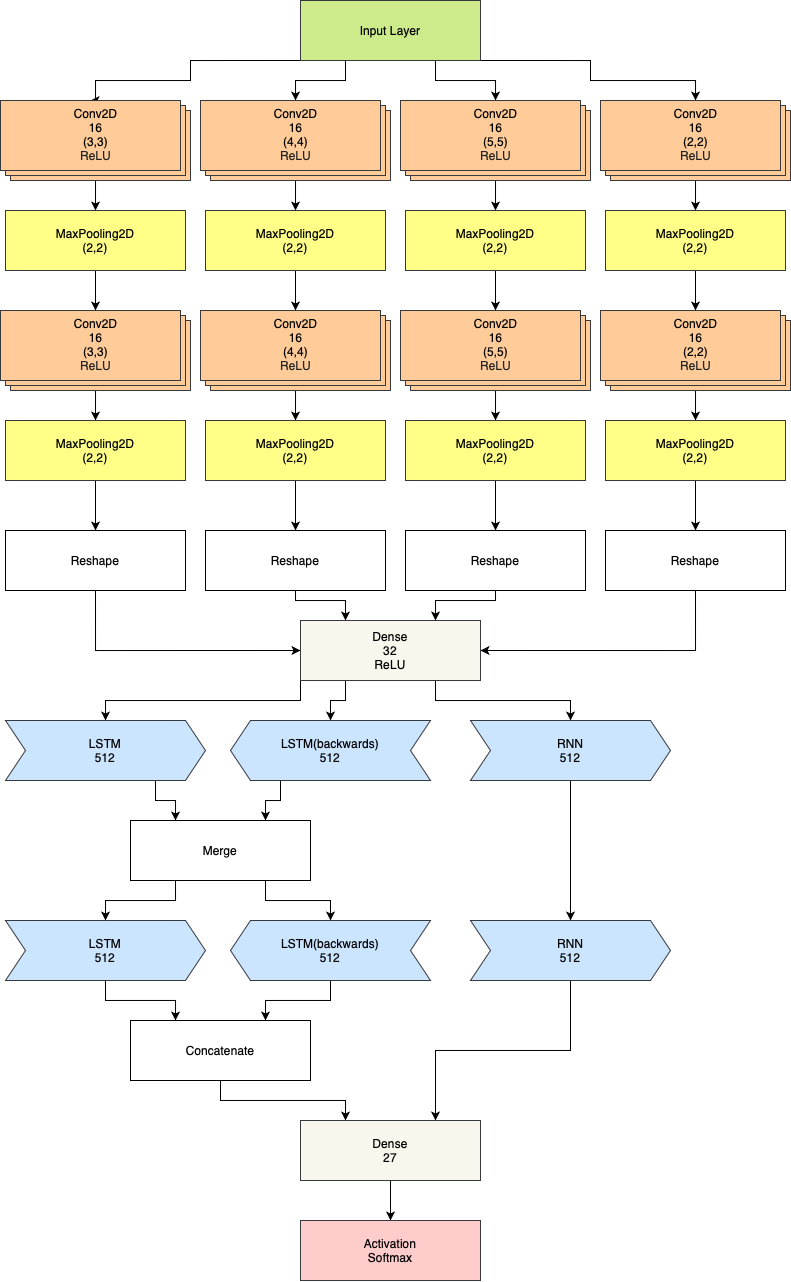 Input Layer
Conv2D
16
(3,3)
ReLU
Conv2D
16
(4,4)
ReLU
Conv2D
16
(5,5)
ReLU
Conv2D
16
(2,2)
ReLU
MaxPooling2D
(2,2)
MaxPooling2D
(2,2)
MaxPooling2D
(2,2)
MaxPooling2D
(2,2)
Conv2D
16
(3,3)
ReLU
Conv2D
16
(4,4)
ReLU
Conv2D
16
(5,5)
ReLU
Conv2D
16
(2,2)
ReLU
MaxPooling2D
(2,2)
MaxPooling2D
(2,2)
MaxPooling2D
(2,2)
MaxPooling2D
(2,2)
Reshape
Reshape
Reshape
Reshape
Dense
32
ReLU
LSTM
512
LSTM(backwards)
512
RNN
512
Merge
LSTM
512
LSTM(backwards)
512
RNN
512
Concatenate
Dense
27
Activation
Softmax